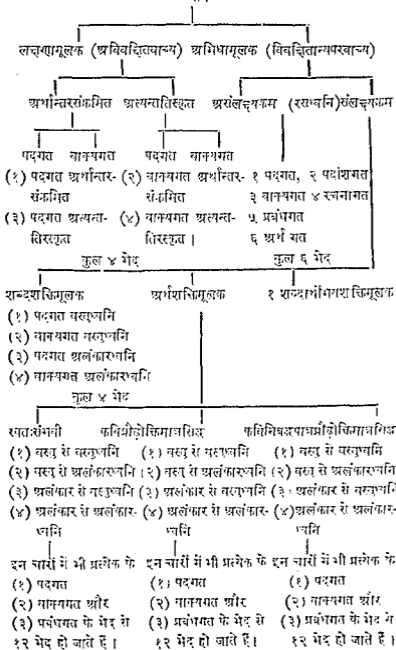 लक्षणामूलक (अविवक्षितवाच्य) अभिधामूलक (विवक्षितान्यपरवाच्य)
अर्थान्तरसंक्रमित अत्यन्ततिरस्कृत असंलक्ष्यक्रम (रसध्वनि) संलक्ष्यक्रम
पदगत वाक्यगत पदगत वाक्यगत
(१) पदगत अर्थान्तर- (२) वाक्यगत अर्थान्तर- १ पदगत, २ पदांशगत
संक्रमित संक्रमित ३ वाक्यगत ४ रचनागत
(३) पदगत अत्यन्त- (४) वाक्यगत अत्यन्त- ५ प्रबंधगत
तिरस्कृत तिरस्कृत । ६ अर्थ गत
कुल ४ भेद कुल ६ भेद
शब्दशक्तिमूलक अर्थशक्तिमूलक १ शब्दार्थोभयशक्तिमूलक
(१) पदगत वस्तुध्वनि
(२) वाक्यगत वस्तुध्वनि
(३) पदगत अलंकारध्वनि
(४) वाक्यगत अलंकारध्वनि
कुल ४ भेद
स्वतःसंभवी कविप्रौढ़ोक्तिमात्रसिद्ध कविनिबद्धपात्रप्रौढ़ोक्तिमात्रसिद्ध
(१) वस्तु से वस्तुध्वनि (१) वस्तु से वस्तुध्वनि (१) वस्तु से वस्तुध्वनि
(२) वस्तु से अलंकारध्वनि (२) वस्तु से अलंकारध्वनि (२) वस्तु से अलंकारध्वनि
(३) अलंकार से वस्तुध्वनि (३) अलंकार से वस्तुध्वनि (३) अलंकार से वस्तुध्वनि
(४) अलंकार से अलंकार- (४) अलंकार से अलंकार- (४) अलंकार से अलंकार-
ध्वनि ध्वनि ध्वनि
इन चारों में भी प्रत्येक के इन चारों में भी प्रत्येक के इन चारों में भी प्रत्येक के
(१) पदगत (१) पदगत (१) पदगत
(२) वाक्यगत और (२) वाक्यगत और (२) वाक्यगत और
(३) प्रबंधगत के भेद से (३) प्रबंधगत के भेद से (३) प्रबंधगत के भेद से
१२ भेद हो जाते हैं । १२ भेद हो जाते हैं । १२ भेद हो जाते हैं ।